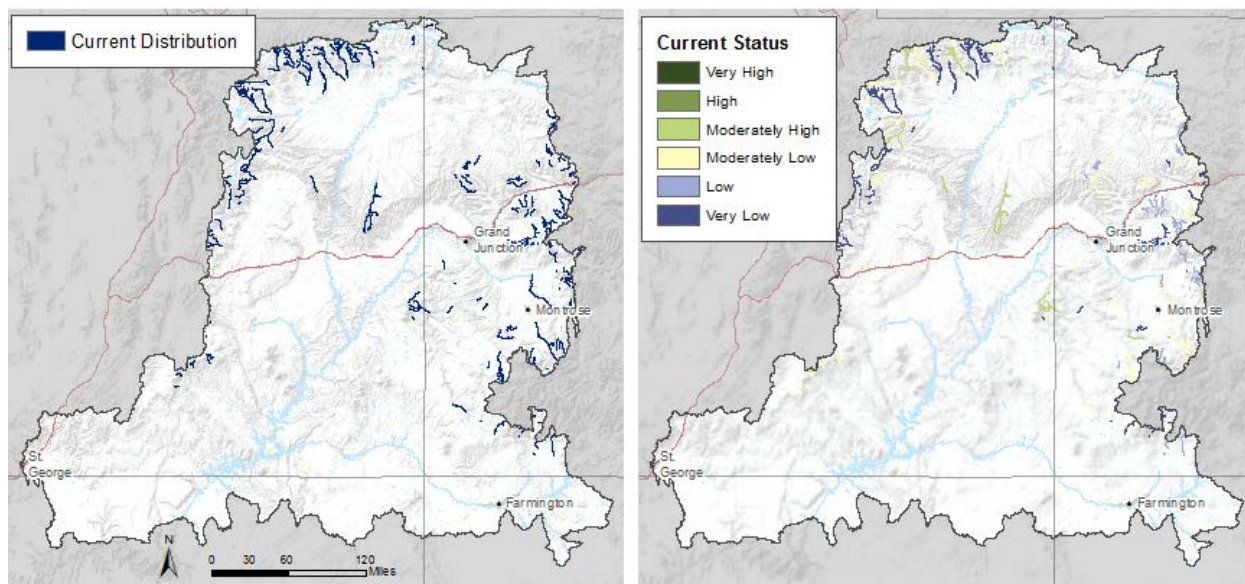 Current Distribution
Grand
Junction
Montrose
St.
George
Farmington
N
0 30 60 120
Miles
Current Status
Very High
High
Moderately High
Moderately Low
Low
Very Low
Grand
Junction
Montrose
St.
George
Farmington